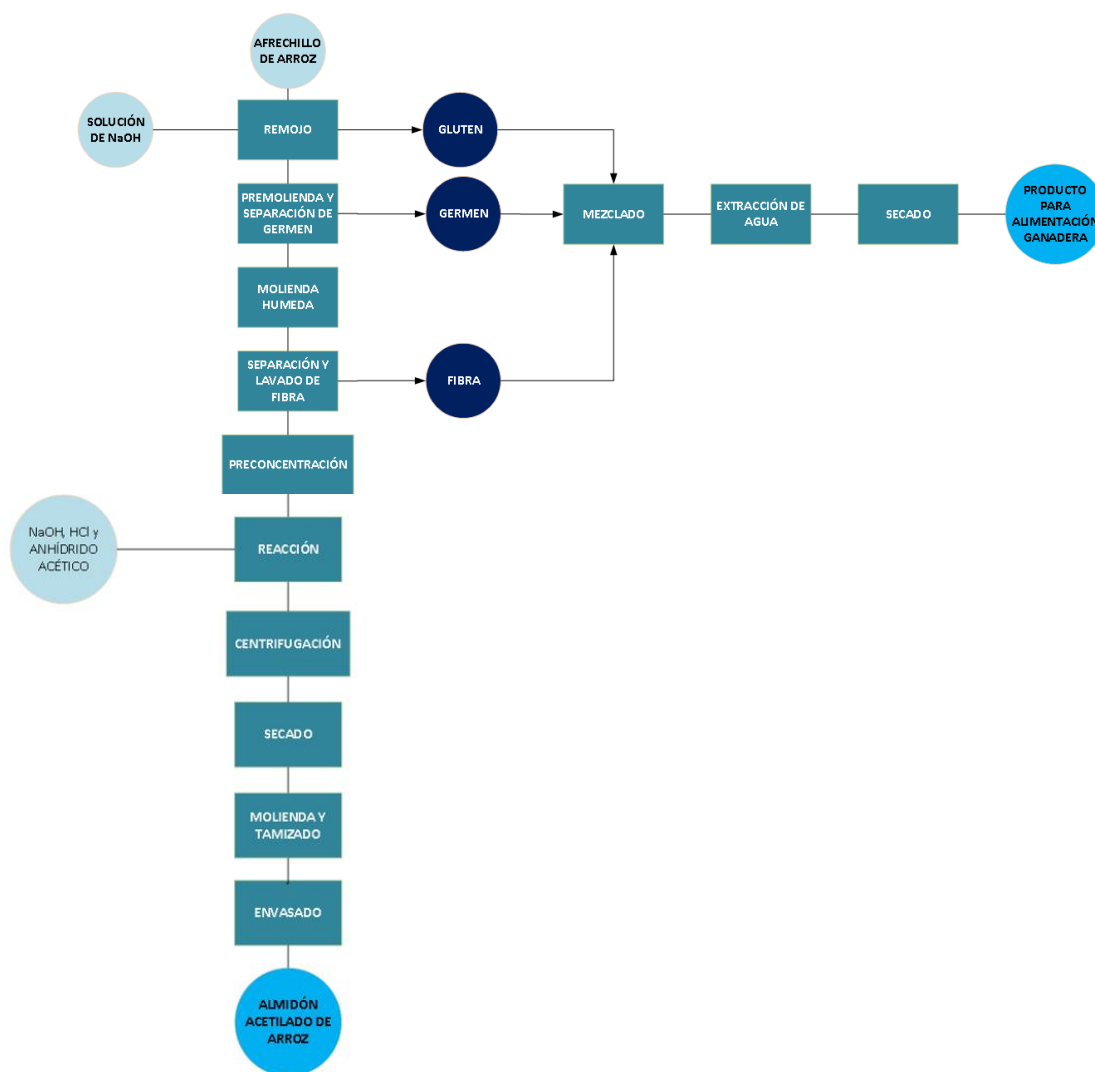 AFRECHILLO
DE ARROZ
SOLUCIÓN
DE NaOH
REMOJO
GLUTEN
PREMOLIENDA Y
SEPARACIÓN DE
GERMEN
GERMEN
MEZCLADO
EXTRACCIÓN DE
AGUA
SECADO
PRODUCTO
PARA
ALIMENTACIÓN
GANADERA
MOLIENDA
HUMEDA
SEPARACIÓN Y
LAVADO DE
FIBRA
FIBRA
PRECONCENTRACIÓN
NaOH, HCl y
ANHÍDRIDO
ACÉTICO
REACCIÓN
CENTRIFUGACIÓN
SECADO
MOLIENDA Y
TAMIZADO
ENVASADO
ALMIDÓN
ACETILADO DE
ARROZ